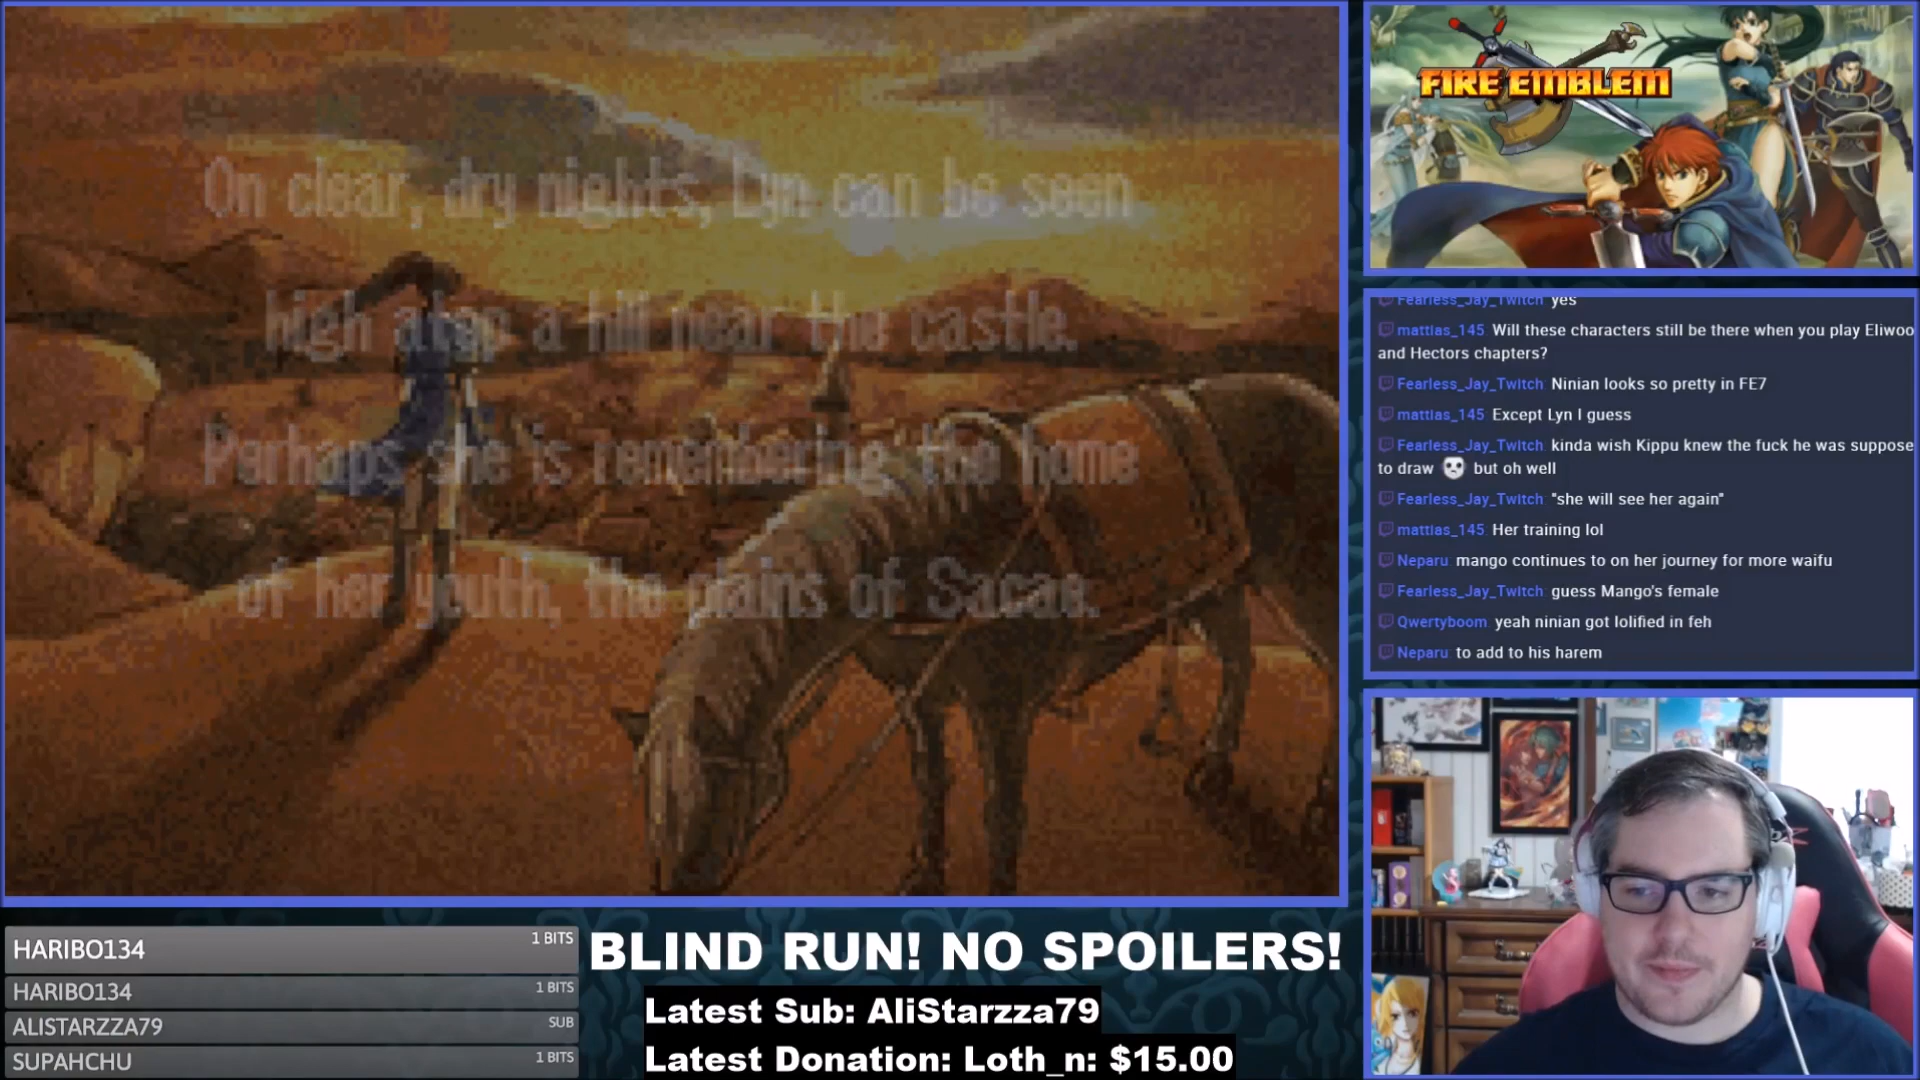 On clear, dry nights, Lyn can be seen
high atop a hill near the castle.
Perhaps she is remembering the home
of her youth, the plains of Sacae.
FIRE EMBLEM
Fearless_Jay_Twitch yes
mattias_145 Will these characters still be there when you play Eliwoo
and Hectors chapters?
Fearless_Jay_Twitch Ninian looks so pretty in FE7
mattias_145 Except Lyn I guess
Fearless_Jay_Twitch kinda wish Kippu knew the fuck he was suppose
to draw but oh well
Fearless_Jay_Twitch "she will see her again"
mattias_145 Her training lol
Neparu mango continues to on her journey for more waifu
Fearless_Jay_Twitch guess Mango's female
Qwertyboom yeah ninian got lolified in feh
Neparu to add to his harem
HARIBO134 1 BITS
HARIBO134 1 BITS
ALISTARZZA79 SUB
SUPAHCHU 1 BITS
BLIND RUN! NO SPOILERS!
Latest Sub: AliStarzza79
Latest Donation: Loth_n: $15.00